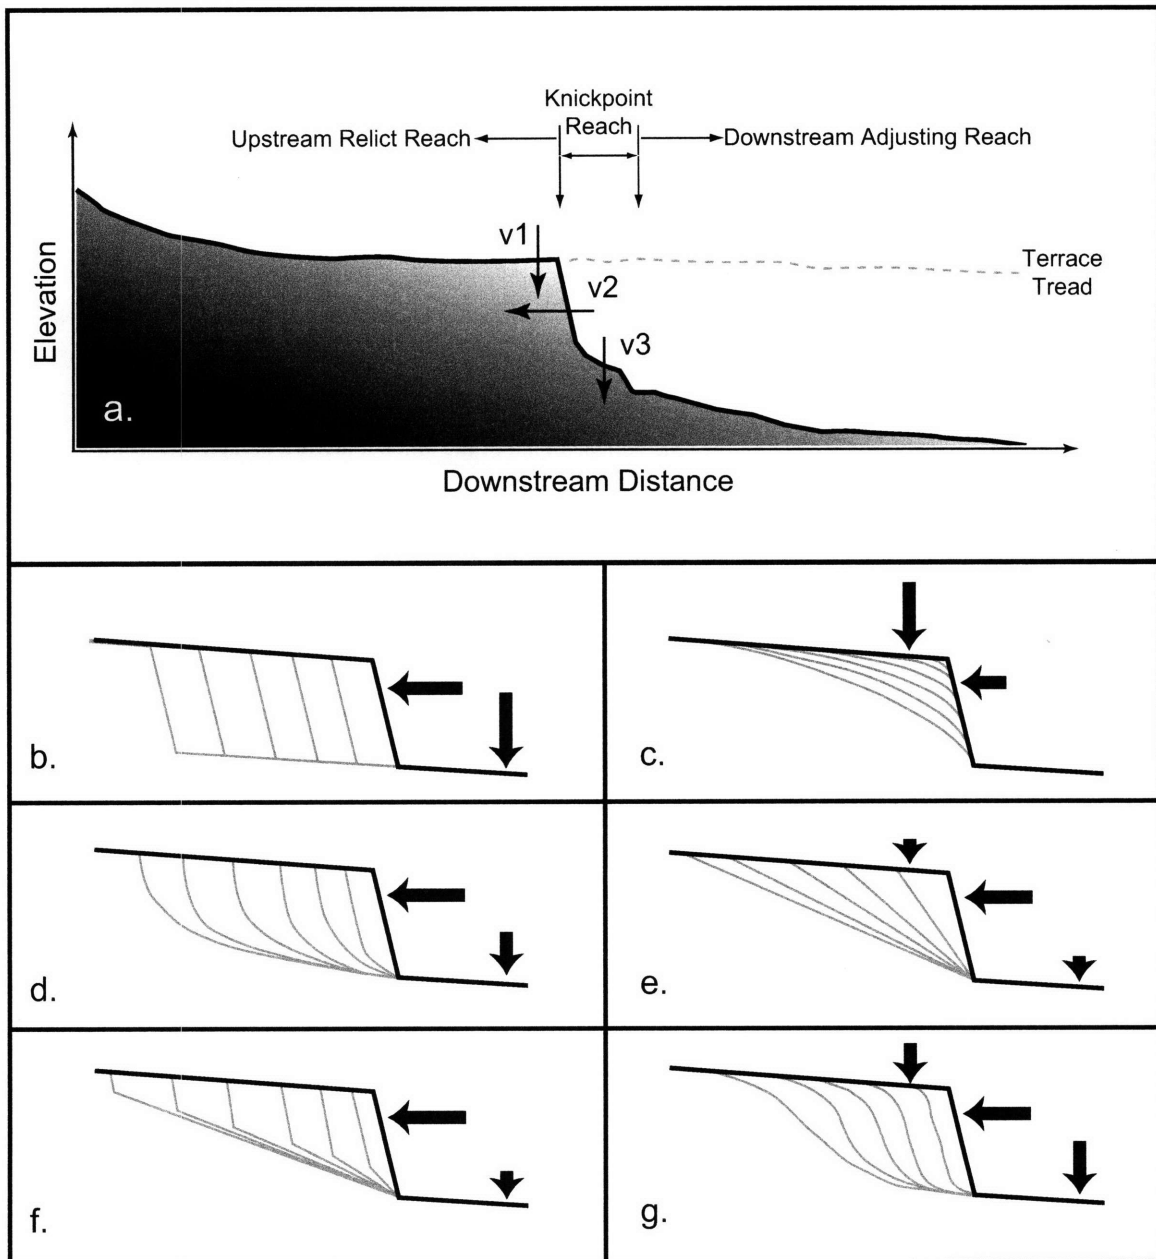 Knickpoint
Reach
Upstream Relict Reach
Downstream Adjusting Reach
v1
v2
v3
Terrace
Tread
Elevation
a.
Downstream Distance
b.
c.
d.
e.
f.
g.